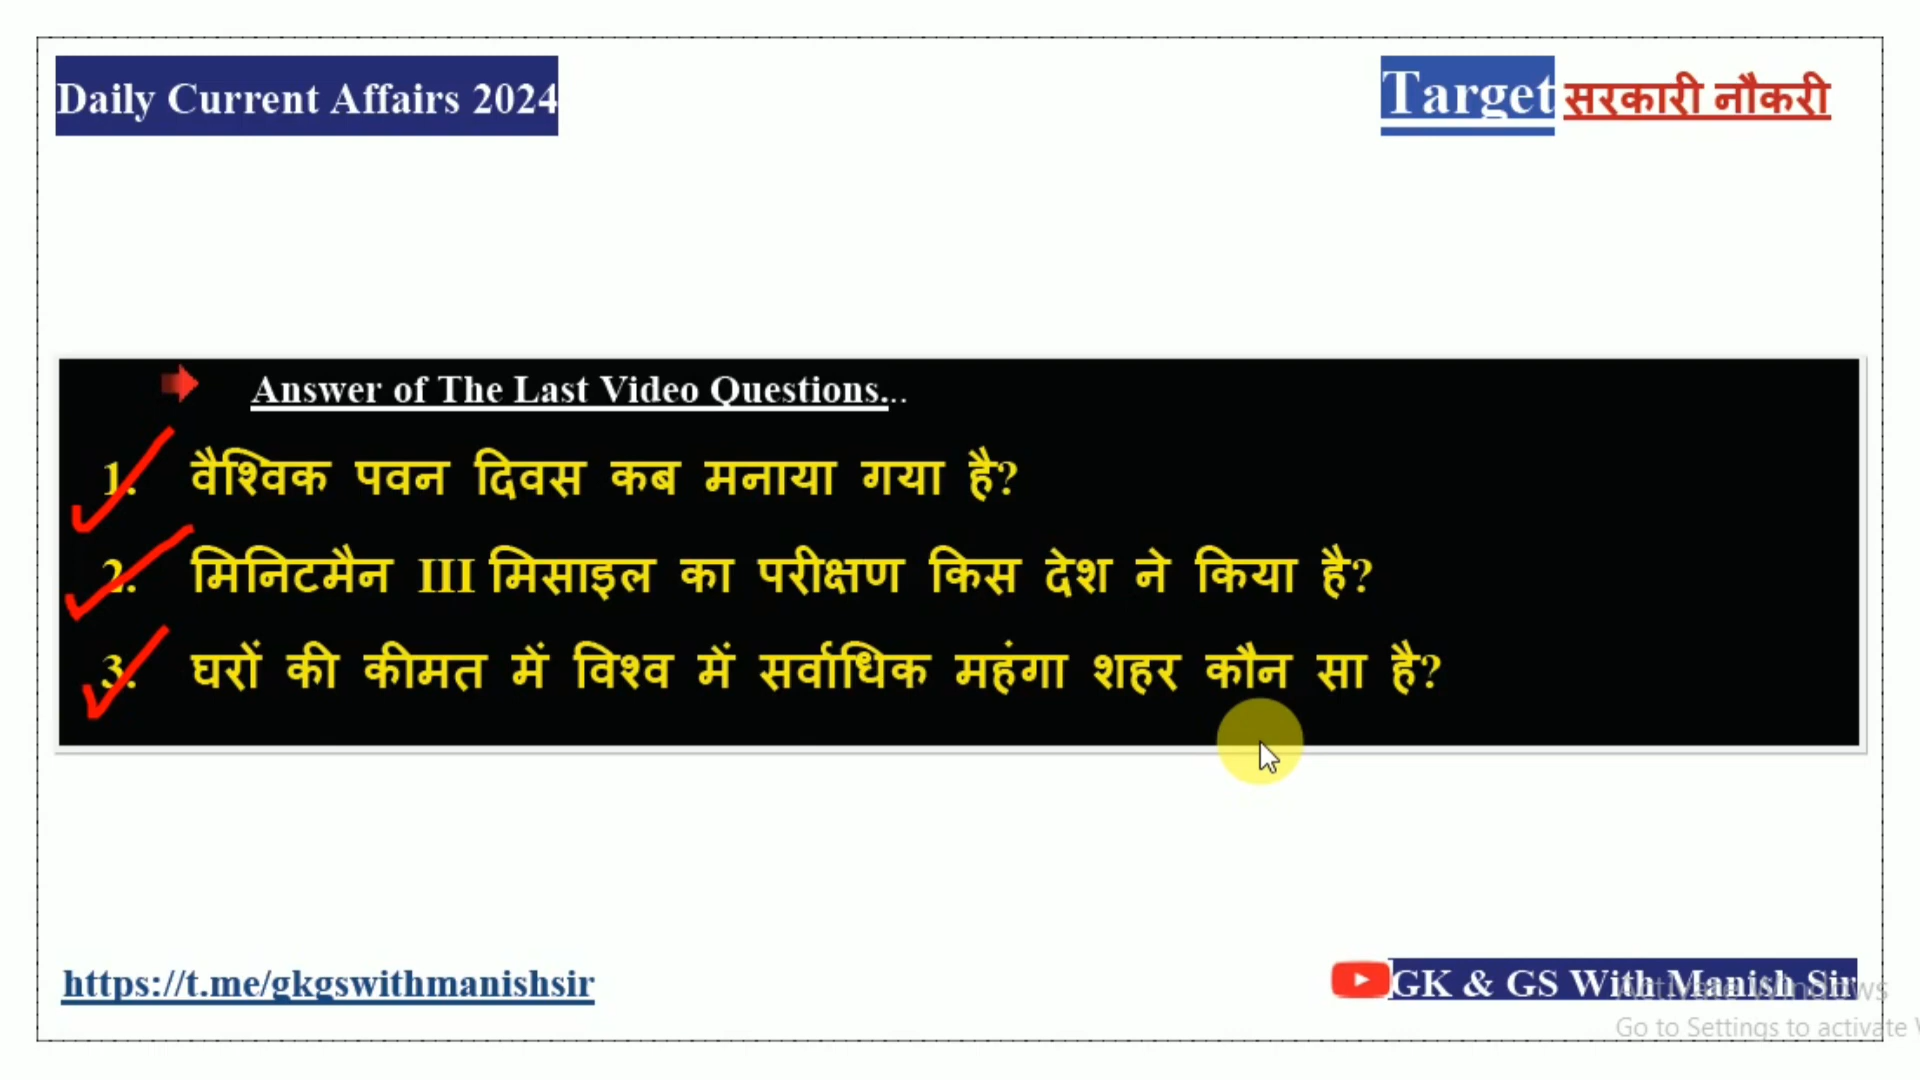 Daily Current Affairs 2024
Target सरकारी नौकरी
Answer of The Last Video Questions...
1. वैश्विक पवन दिवस कब मनाया गया है?
2. मिनिटमैन III मिसाइल का परीक्षण किस देश ने किया है?
3. घरों की कीमत में विश्व में सर्वाधिक महंगा शहर कौन सा है?
https://t.me/gkgswithmanishsir
GK & GS With Manish Sir
Activate Windows
Go to Settings to activate